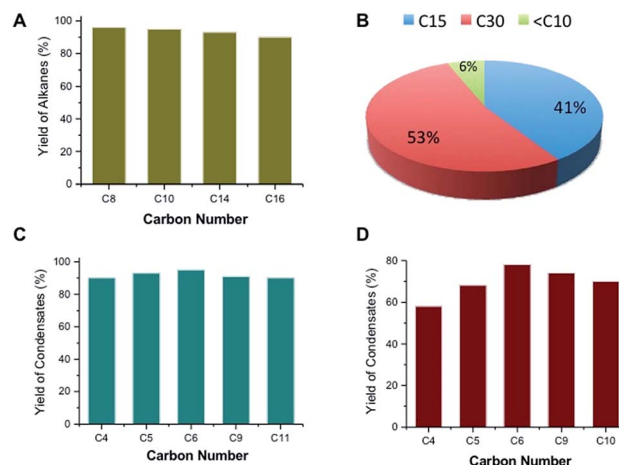 A
100
80
60
40
20
0
Yield of Alkanes (%)
C8 C10 C14 C16
Carbon Number
B
C15 C30 <C10
6%
41%
53%
C
100
80
60
40
20
0
Yield of Condensates (%)
C4 C5 C6 C9 C11
Carbon Number
D
80
60
40
20
0
Yield of Condensates (%)
C4 C5 C6 C9 C10
Carbon Number